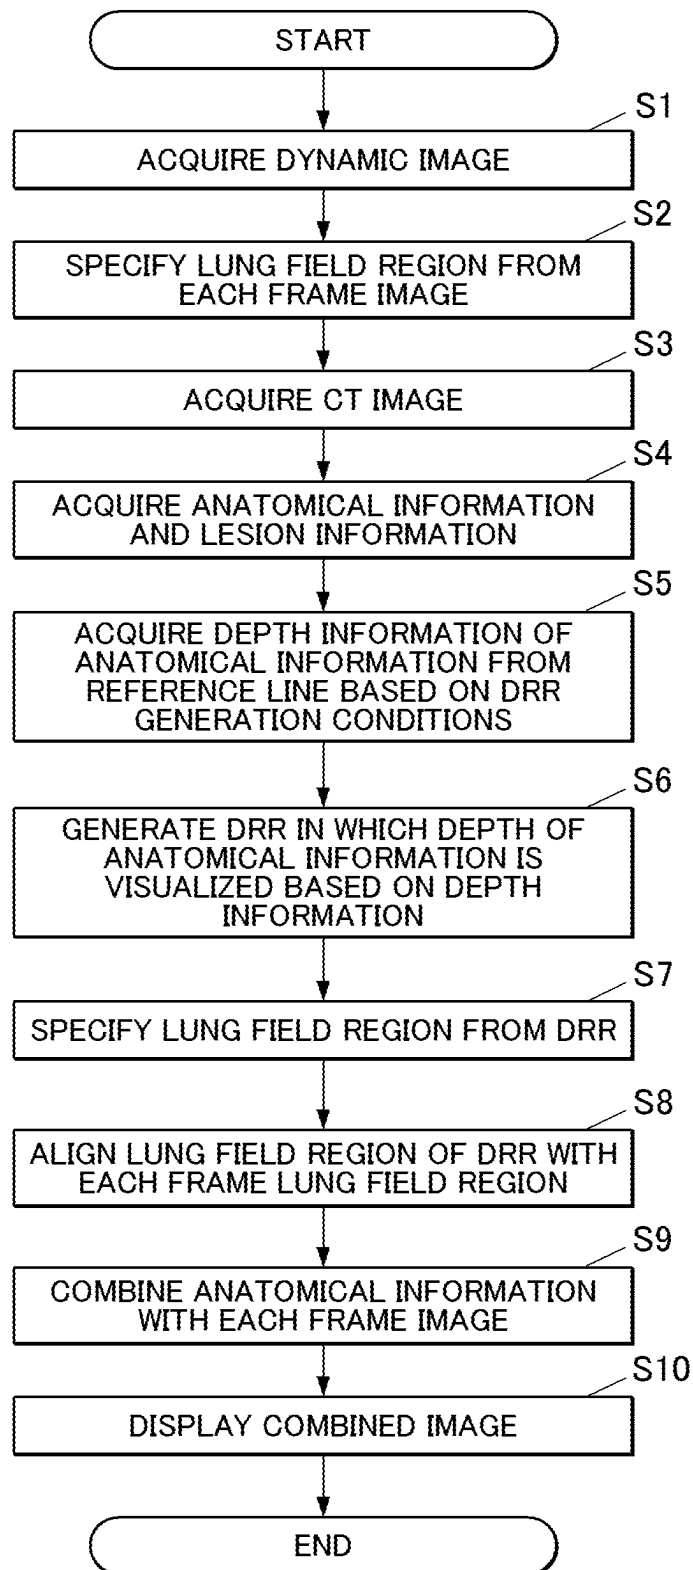 START
S1
ACQUIRE DYNAMIC IMAGE
S2
SPECIFY LUNG FIELD REGION FROM
EACH FRAME IMAGE
S3
ACQUIRE CT IMAGE
S4
ACQUIRE ANATOMICAL INFORMATION
AND LESION INFORMATION
S5
ACQUIRE DEPTH INFORMATION OF
ANATOMICAL INFORMATION FROM
REFERENCE LINE BASED ON DRR
GENERATION CONDITIONS
S6
GENERATE DRR IN WHICH DEPTH OF
ANATOMICAL INFORMATION IS
VISUALIZED BASED ON DEPTH
INFORMATION
S7
SPECIFY LUNG FIELD REGION FROM DRR
S8
ALIGN LUNG FIELD REGION OF DRR WITH
EACH FRAME LUNG FIELD REGION
S9
COMBINE ANATOMICAL INFORMATION
WITH EACH FRAME IMAGE
S10
DISPLAY COMBINED IMAGE
END